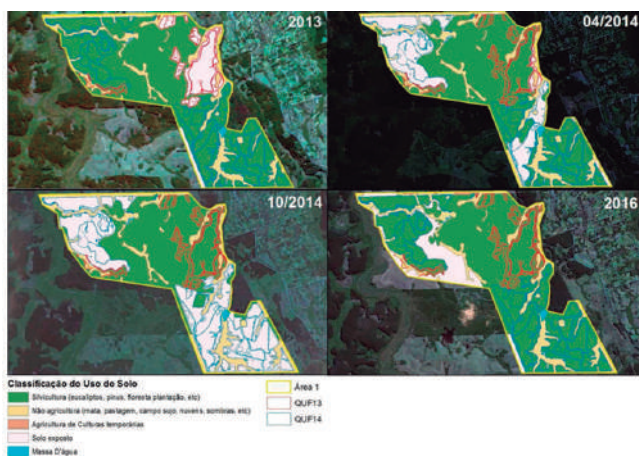 2013
04/2014
10/2014
2016
Classificação do Uso de Solo
Silvicultura (eucaliptos, pinus, floresta plantação, etc)
Não agricultura (mata, pastagem, campo sujo, nuvens, sombras, etc)
Agricultura de Culturas temporárias
Solo exposto
Massa D'água
Área 1
QUF13
QUF14